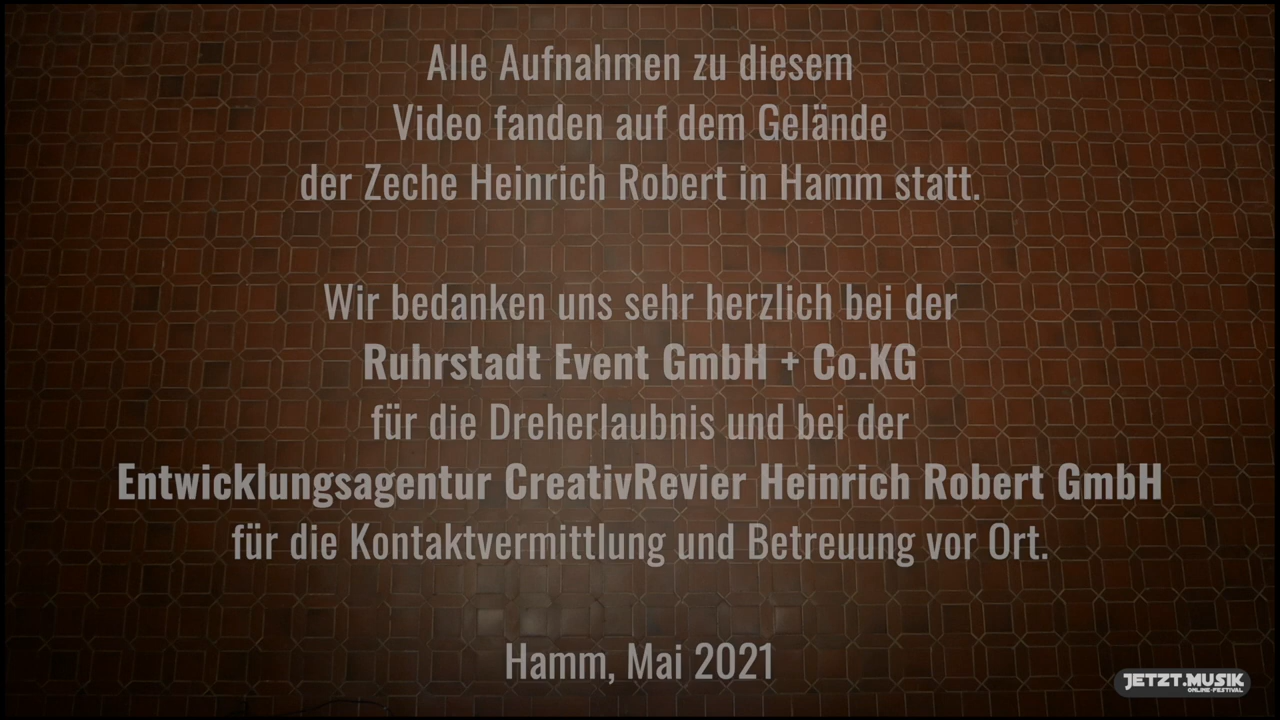 Alle Aufnahmen zu diesem
Video fanden auf dem Gelände
der Zeche Heinrich Robert in Hamm statt.
Wir bedanken uns sehr herzlich bei der
Ruhrstadt Event GmbH + Co.KG
für die Dreherlaubnis und bei der
Entwicklungsagentur CreativRevier Heinrich Robert GmbH
für die Kontaktvermittlung und Betreuung vor Ort.
Hamm, Mai 2021
JETZT.MUSIK
ONLINE-FESTIVAL